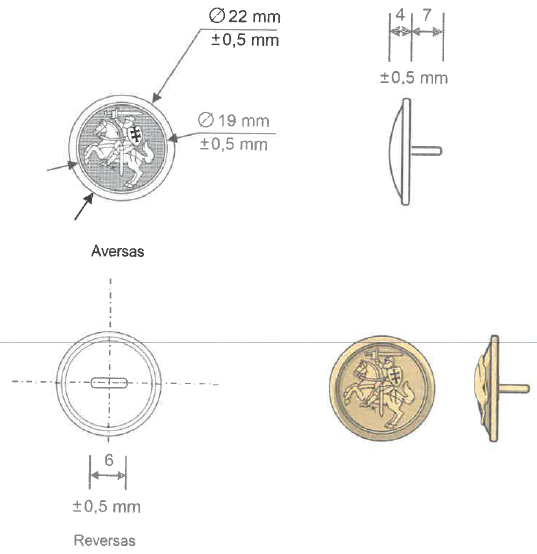 ∅ 22 mm
±0,5 mm
∅ 19 mm
±0,5 mm
4
7
±0,5 mm
Aversas
6
±0,5 mm
Reversas